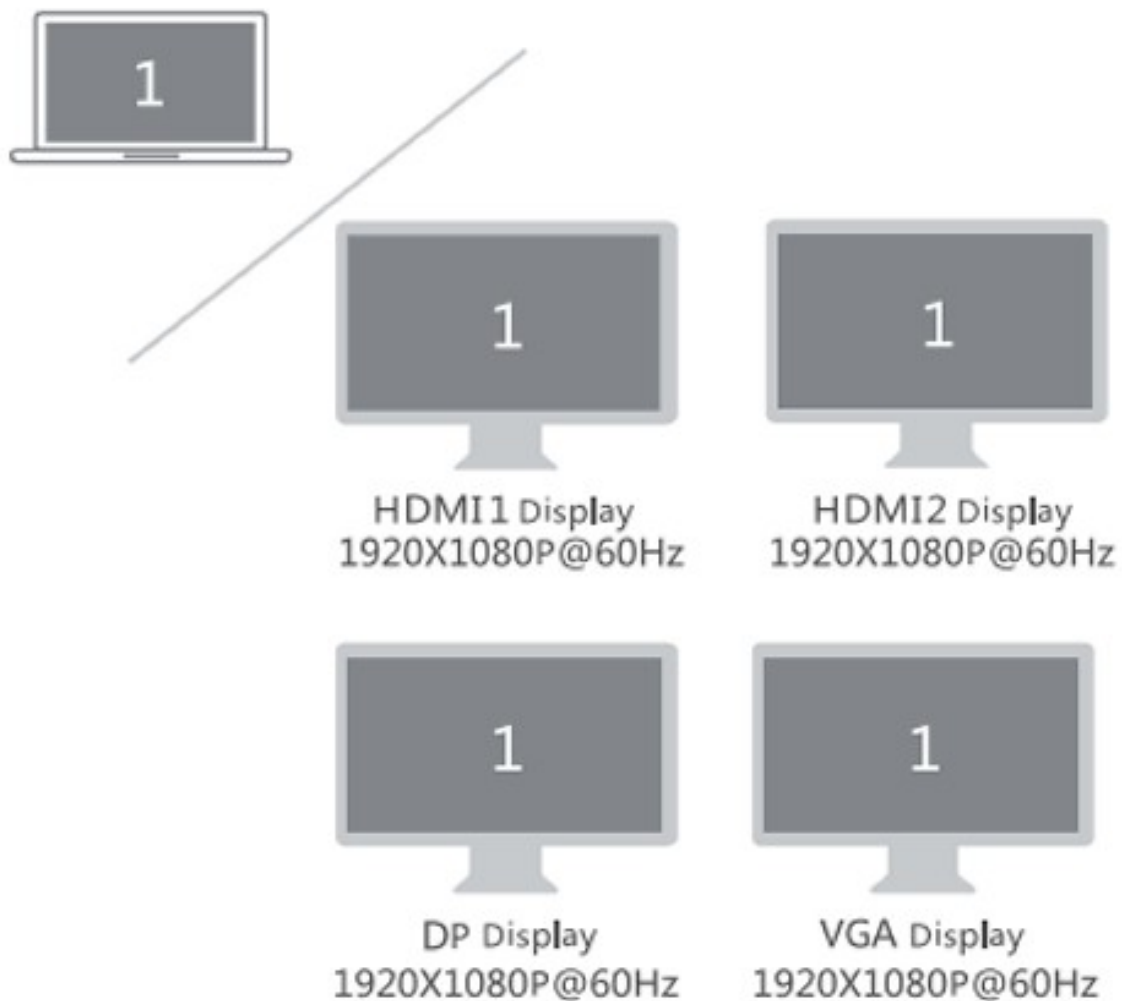 1
1
1
HDMI1 Display
1920X1080P@60Hz
HDMI2 Display
1920X1080P@60Hz
1
1
DP Display
1920X1080P@60Hz
VGA Display
1920X1080P@60Hz